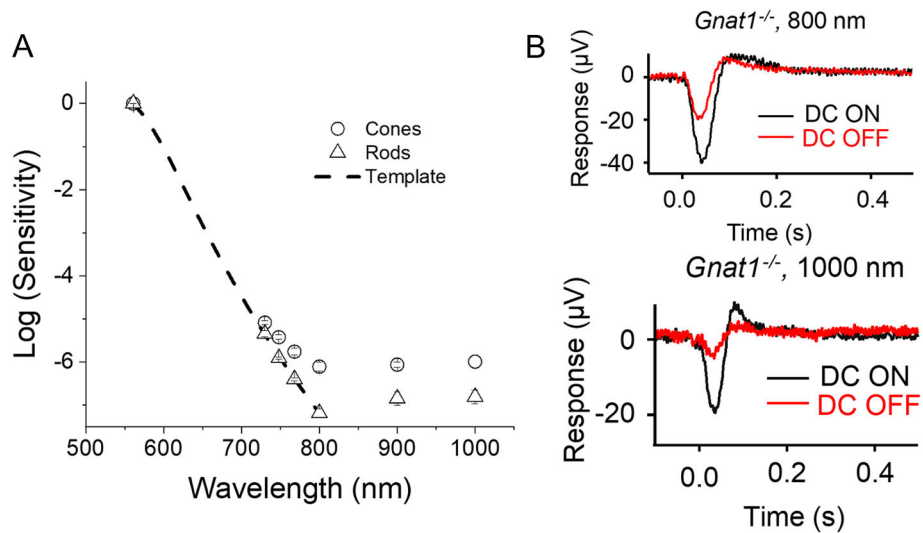 A
Log (Sensitivity)
0
-2
-4
-6
500 600 700 800 900 1000
Wavelength (nm)
Cones
Rods
Template
B
Gnat1-/-, 800 nm
Response (µV)
0
-20
-40
DC ON
DC OFF
0.0 0.2 0.4
Time (s)
Gnat1-/-, 1000 nm
Response (µV)
0
-20
DC ON
DC OFF
0.0 0.2 0.4
Time (s)